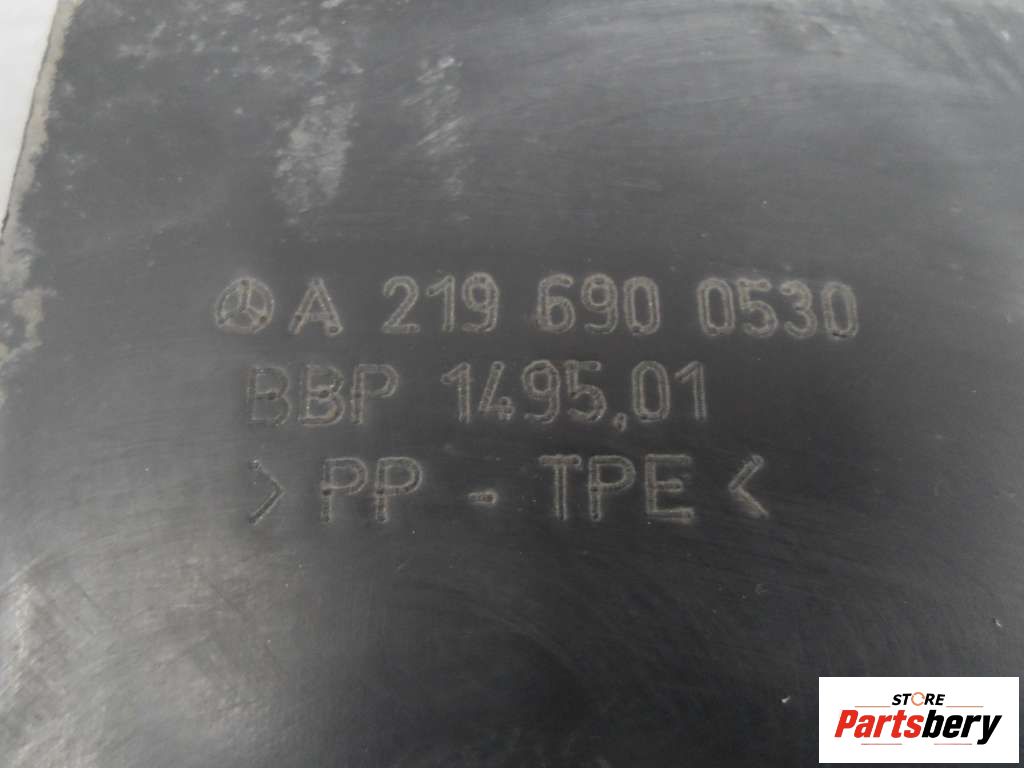 A 219 690 0530
BBP 1495,01
> PP - TPE <
STORE
Partsbery